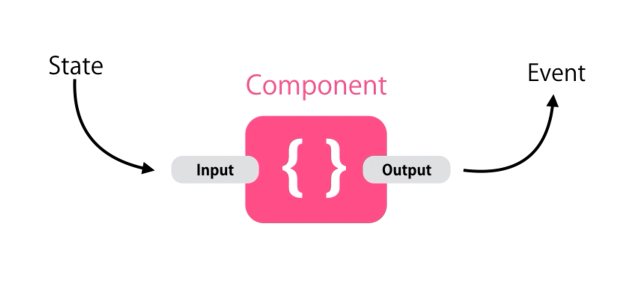 State
Event
Component
Input
{ }
Output